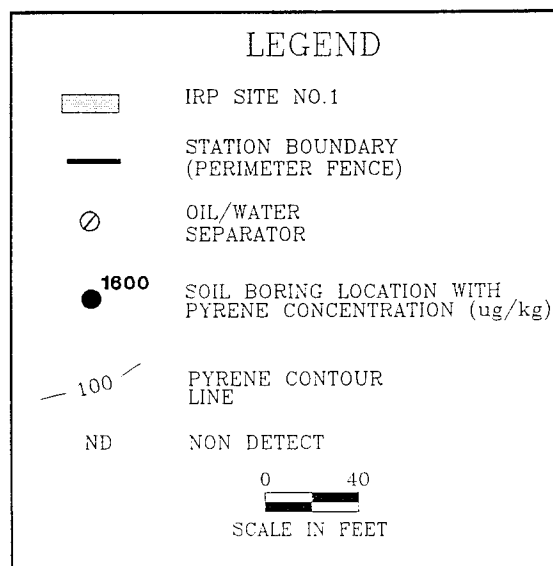 LEGEND
IRP SITE NO.1
STATION BOUNDARY
(PERIMETER FENCE)
OIL/WATER
SEPARATOR
1600
SOIL BORING LOCATION WITH
PYRENE CONCENTRATION (ug/kg)
100
PYRENE CONTOUR
LINE
ND NON DETECT
0 40
SCALE IN FEET